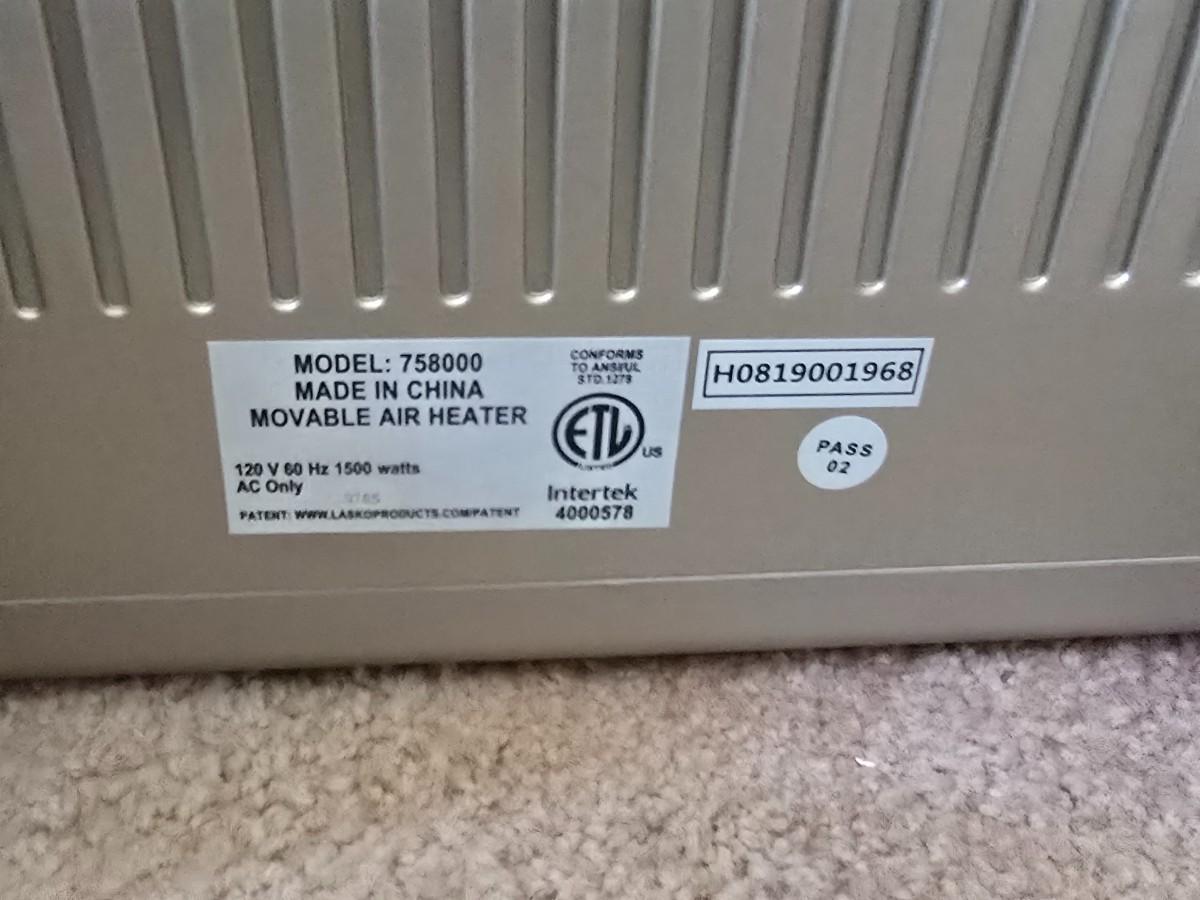 MODEL: 758000
MADE IN CHINA
MOVABLE AIR HEATER
120 V 60 Hz 1500 watts
AC Only
9765
PATENT: WWW.LASKOPRODUCTS.COM/PATENT
CONFORMS
TO ANSI/UL
STD.1278
ETL
US
Intertek
4000578
H0819001968
PASS
02